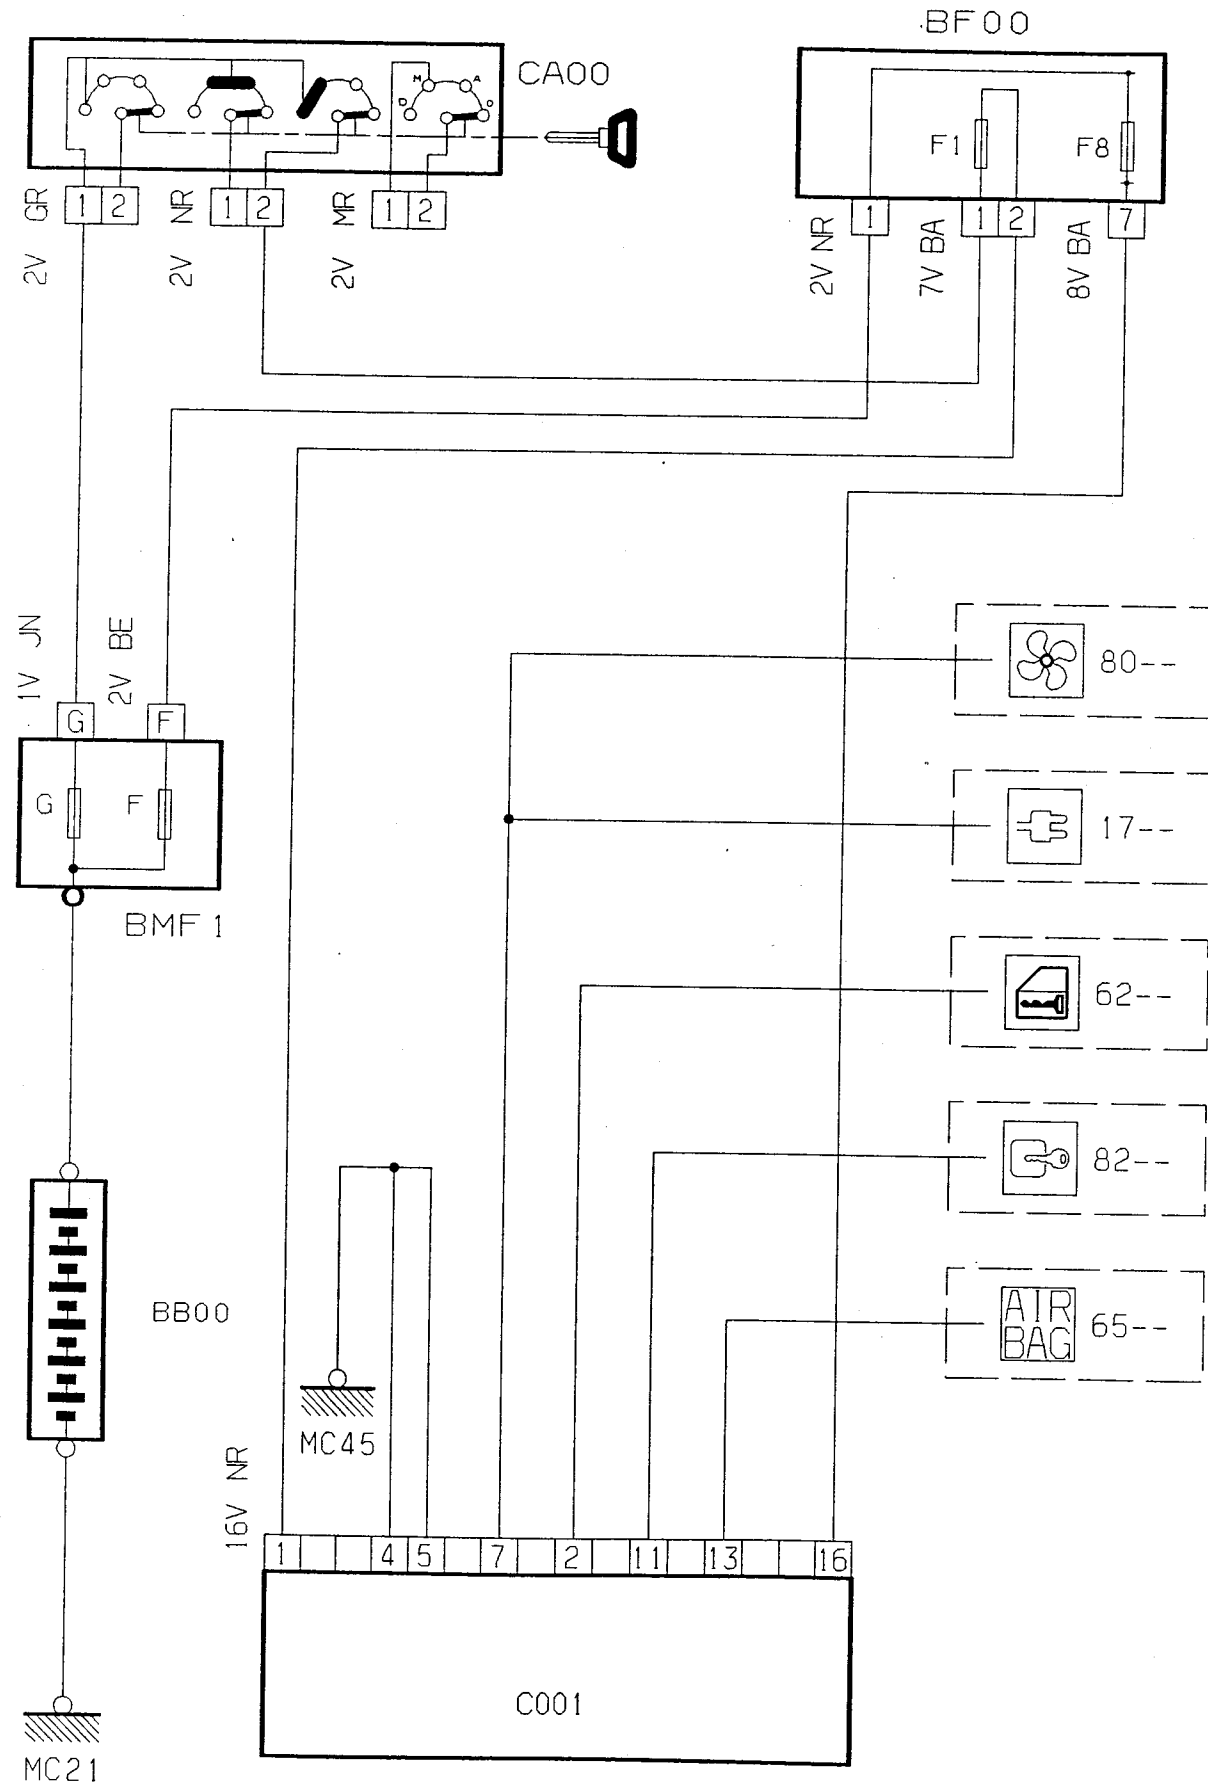 BF00
CA00
M A
D O
F1 F8
1 2 1 2 1 2
2V GR
2V NR
2V MR
1 1 2 7
2V NR
7V BA
8V BA
1V JN
2V BE
80--
G F
G F
17--
BMF1
62--
82--
BB00
AIR
BAG
65--
MC45
16V NR
1 4 5 7 2 11 13 16
C001
MC21